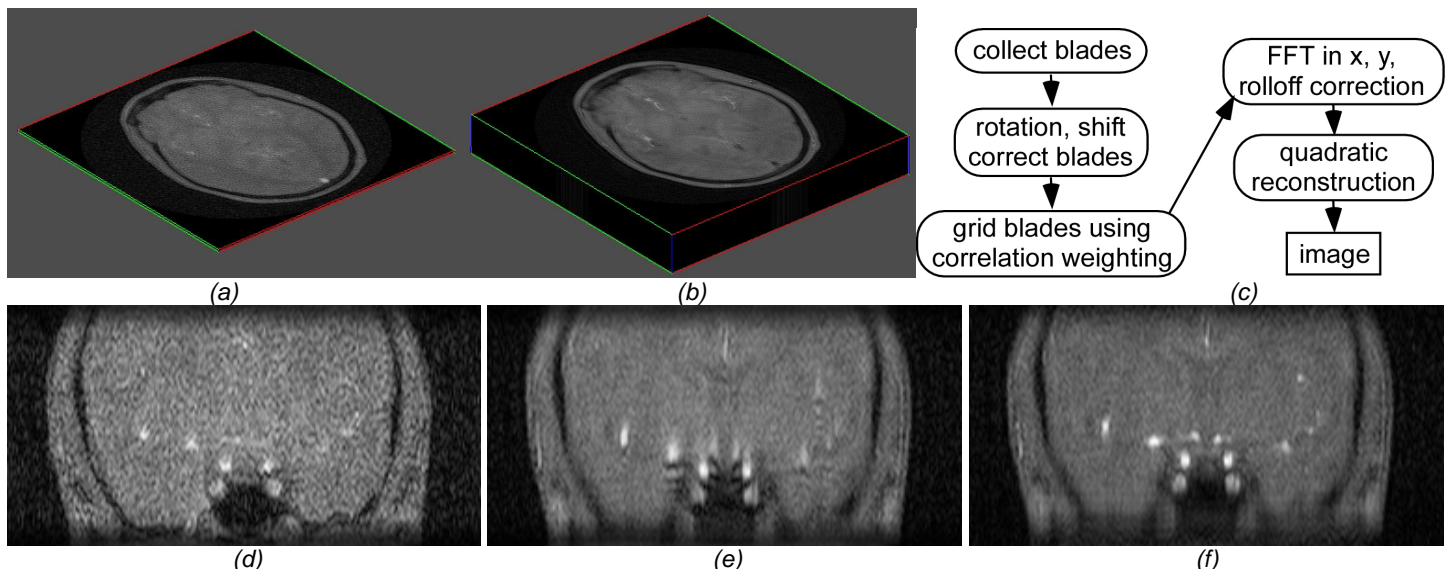 collect blades
rotation, shift
correct blades
grid blades using
correlation weighting
FFT in x, y,
rolloff correction
quadratic
reconstruction
image
(a)
(b)
(c)
(d)
(e)
(f)